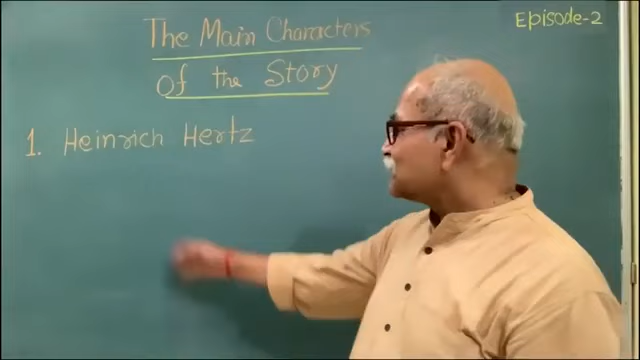 Episode-2
The Main Characters
Of the Story
1. Heinrich Hertz